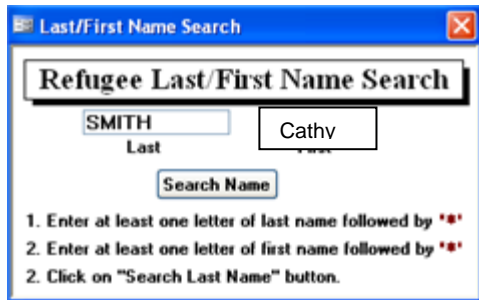 Last/First Name Search
Refugee Last/First Name Search
SMITH Cathy
Last
Search Name
1. Enter at least one letter of last name followed by '*'
2. Enter at least one letter of first name followed by '*'
2. Click on "Search Last Name" button.